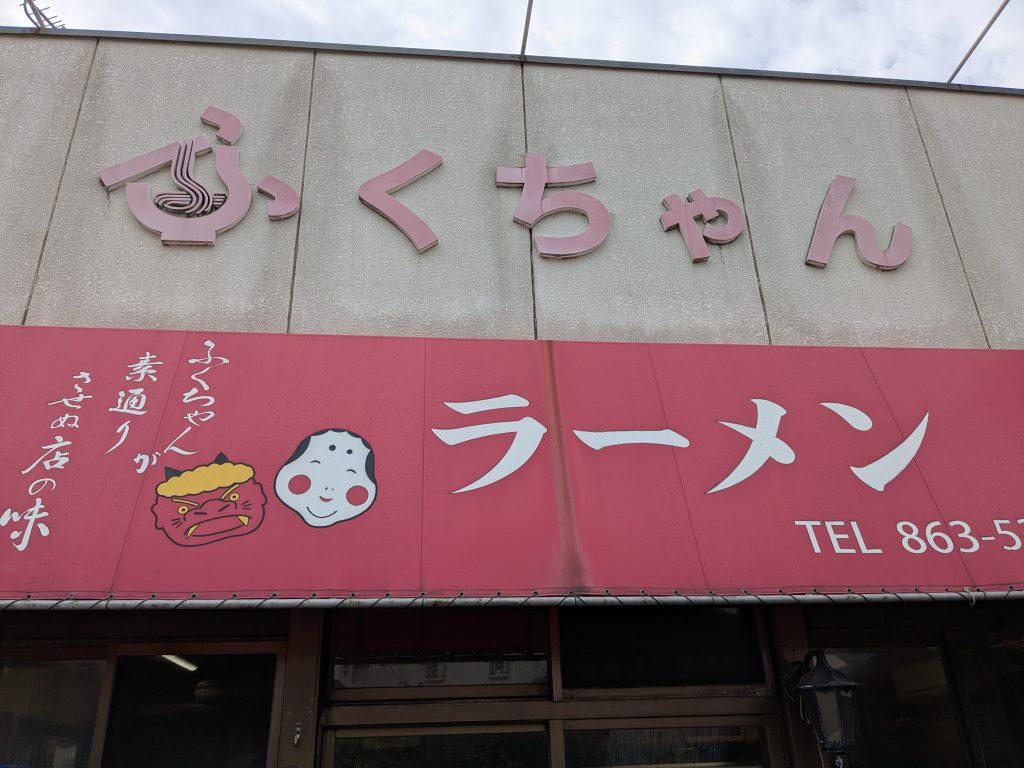 ふくちゃん
ふくちゃんが
素通り
させぬ店の味
ラーメン
TEL 863-5